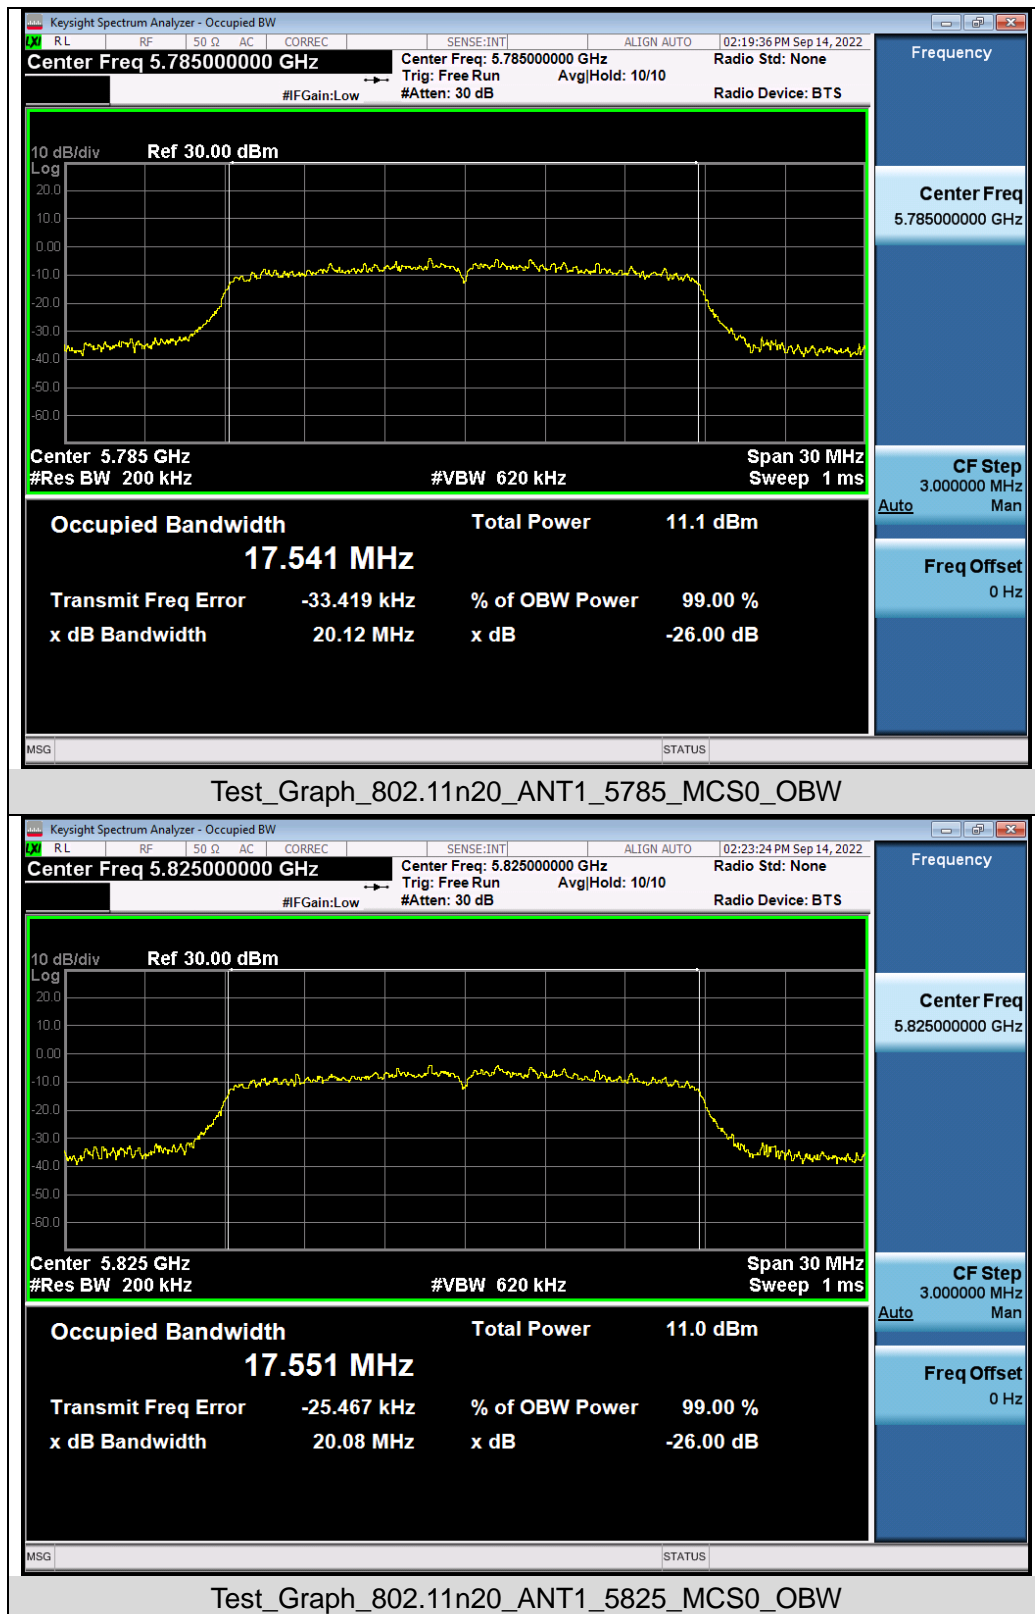 Keysight Spectrum Analyzer - Occupied BW
LXI RL RF 50 Ω AC CORREC SENSE:INT ALIGN AUTO 02:19:36 PM Sep 14, 2022
Center Freq 5.785000000 GHz
Center Freq: 5.785000000 GHz
Radio Std: None
Trig: Free Run Avg|Hold: 10/10
#IFGain:Low
#Atten: 30 dB
Radio Device: BTS
10 dB/div Ref 30.00 dBm
Log
20.0
10.0
0.00
-10.0
-20.0
-30.0
-40.0
-50.0
-60.0
Center 5.785 GHz Span 30 MHz
#Res BW 200 kHz #VBW 620 kHz Sweep 1 ms
Occupied Bandwidth Total Power 11.1 dBm
17.541 MHz
Transmit Freq Error -33.419 kHz % of OBW Power 99.00 %
x dB Bandwidth 20.12 MHz x dB -26.00 dB
MSG STATUS
Frequency
Center Freq
5.785000000 GHz
CF Step
3.000000 MHz
Auto Man
Freq Offset
0 Hz
Test_Graph_802.11n20_ANT1_5785_MCS0_OBW
Keysight Spectrum Analyzer - Occupied BW
LXI RL RF 50 Ω AC CORREC SENSE:INT ALIGN AUTO 02:23:24 PM Sep 14, 2022
Center Freq 5.825000000 GHz
Center Freq: 5.825000000 GHz
Radio Std: None
Trig: Free Run Avg|Hold: 10/10
#IFGain:Low
#Atten: 30 dB
Radio Device: BTS
10 dB/div Ref 30.00 dBm
Log
20.0
10.0
0.00
-10.0
-20.0
-30.0
-40.0
-50.0
-60.0
Center 5.825 GHz Span 30 MHz
#Res BW 200 kHz #VBW 620 kHz Sweep 1 ms
Occupied Bandwidth Total Power 11.0 dBm
17.551 MHz
Transmit Freq Error -25.467 kHz % of OBW Power 99.00 %
x dB Bandwidth 20.08 MHz x dB -26.00 dB
MSG STATUS
Frequency
Center Freq
5.825000000 GHz
CF Step
3.000000 MHz
Auto Man
Freq Offset
0 Hz
Test_Graph_802.11n20_ANT1_5825_MCS0_OBW